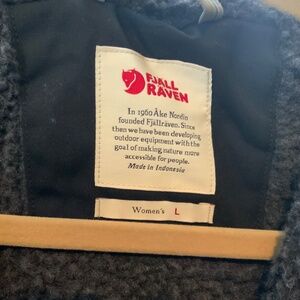 FJÄLL
RÄVEN
In 1960 Åke Nordin
founded Fjällräven. Since
then we have been developing
outdoor equipment with the
goal of making nature more
accessible for people.
Made in Indonesia
Women's L